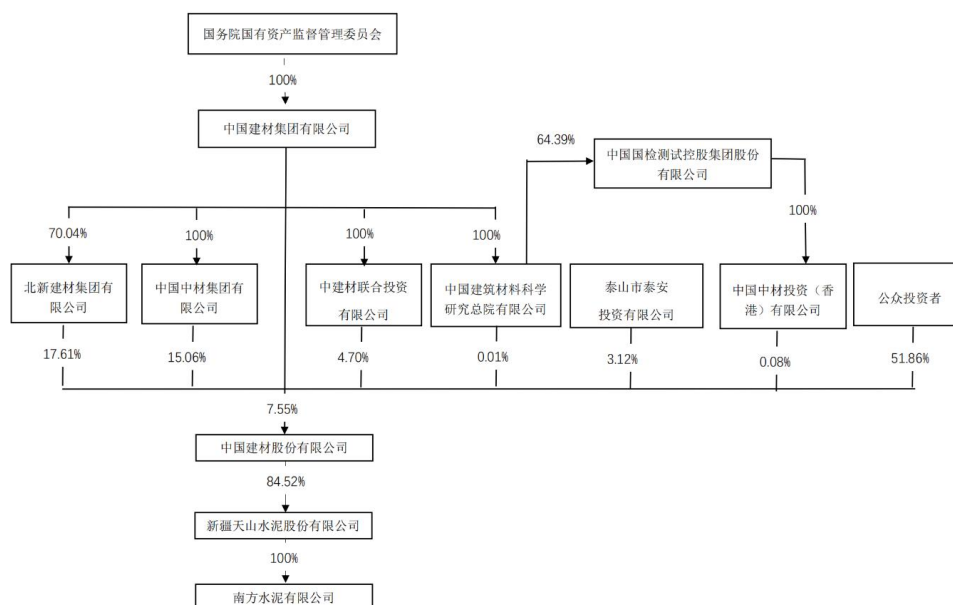 国务院国有资产监督管理委员会
100%
中国建材集团有限公司
64.39%
中国国检测试控股集团股份
有限公司
70.04%
100%
100%
100%
100%
北新建材集团有
限公司
中国中材集团有
限公司
中建材联合投资
有限公司
中国建筑材料科学
研究总院有限公司
泰山市泰安
投资有限公司
中国中材投资（香
港）有限公司
公众投资者
17.61%
15.06%
4.70%
0.01%
3.12%
0.08%
51.86%
7.55%
中国建材股份有限公司
84.52%
新疆天山水泥股份有限公司
100%
南方水泥有限公司